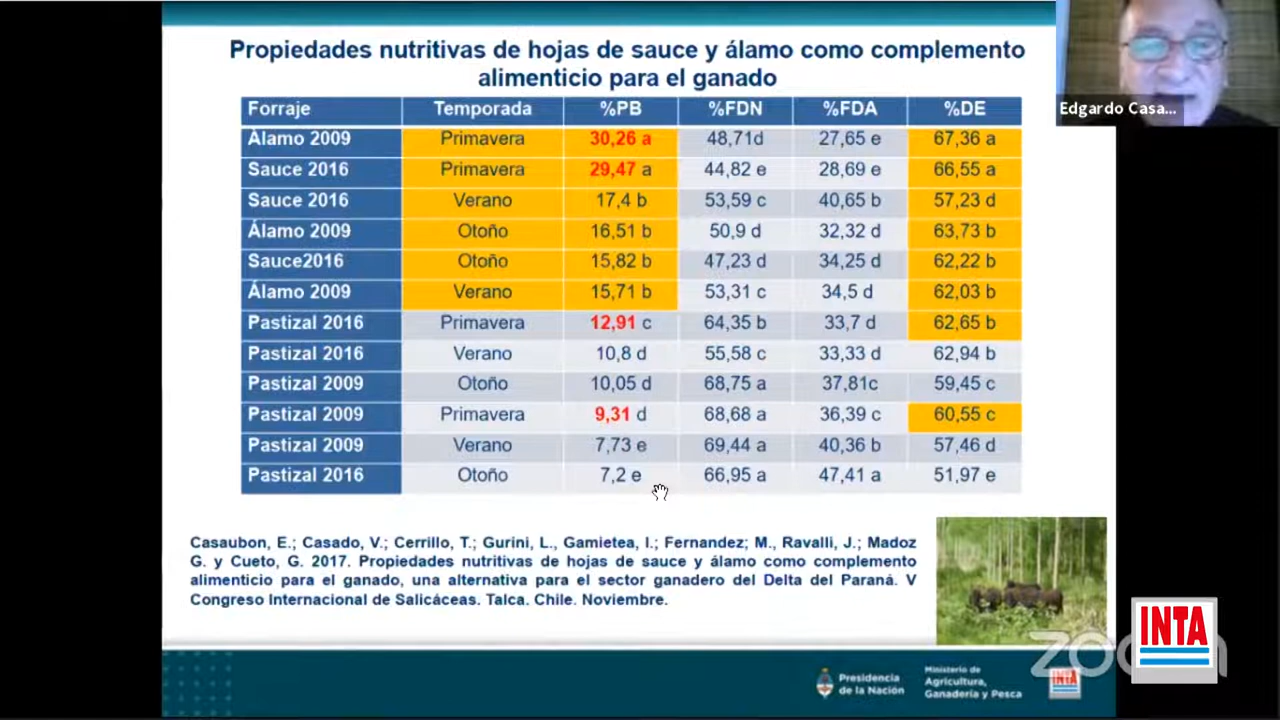 Propiedades nutritivas de hojas de sauce y álamo como complemento
alimenticio para el ganado
Edgardo Casa...
Forraje Temporada %PB %FDN %FDA %DE
Álamo 2009 Primavera 30,26 a 48,71d 27,65 e 67,36 a
Sauce 2016 Primavera 29,47 a 44,82 e 28,69 e 66,55 a
Sauce 2016 Verano 17,4 b 53,59 c 40,65 b 57,23 d
Álamo 2009 Otoño 16,51 b 50,9 d 32,32 d 63,73 b
Sauce2016 Otoño 15,82 b 47,23 d 34,25 d 62,22 b
Álamo 2009 Verano 15,71 b 53,31 c 34,5 d 62,03 b
Pastizal 2016 Primavera 12,91 c 64,35 b 33,7 d 62,65 b
Pastizal 2016 Verano 10,8 d 55,58 c 33,33 d 62,94 b
Pastizal 2009 Otoño 10,05 d 68,75 a 37,81c 59,45 c
Pastizal 2009 Primavera 9,31 d 68,68 a 36,39 c 60,55 c
Pastizal 2009 Verano 7,73 e 69,44 a 40,36 b 57,46 d
Pastizal 2016 Otoño 7,2 e 66,95 a 47,41 a 51,97 e
Casaubon, E.; Casado, V.; Cerrillo, T.; Gurini, L., Gamietea, I.; Fernandez; M., Ravalli, J.; Madoz
G. y Cueto, G. 2017. Propiedades nutritivas de hojas de sauce y álamo como complemento
alimenticio para el ganado, una alternativa para el sector ganadero del Delta del Paraná. V
Congreso Internacional de Salicáceas. Talca. Chile. Noviembre.
zoom
INTA
Presidencia
de la Nación
Ministerio de
Agricultura,
Ganadería y Pesca
INTA